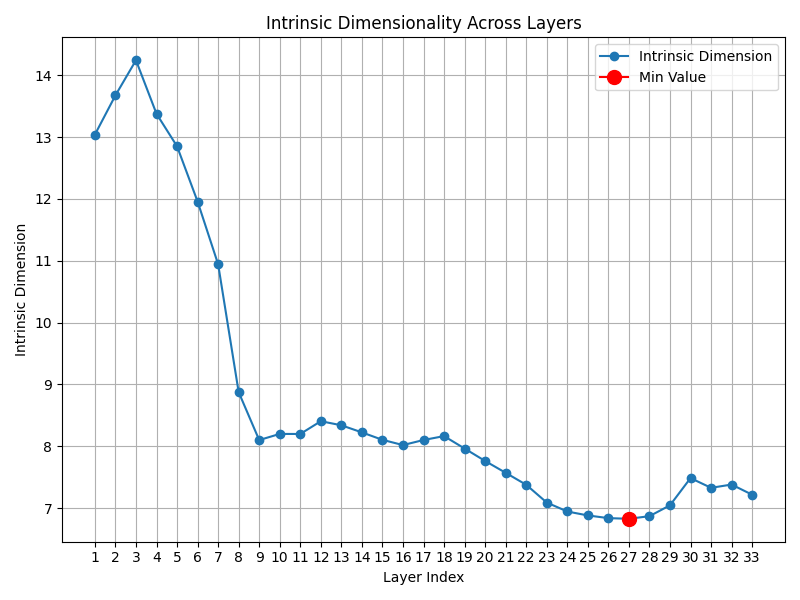 Intrinsic Dimensionality Across Layers
Intrinsic Dimension
Min Value
14
13
12
11
10
9
8
7
Intrinsic Dimension
1 2 3 4 5 6 7 8 9 10 11 12 13 14 15 16 17 18 19 20 21 22 23 24 25 26 27 28 29 30 31 32 33
Layer Index